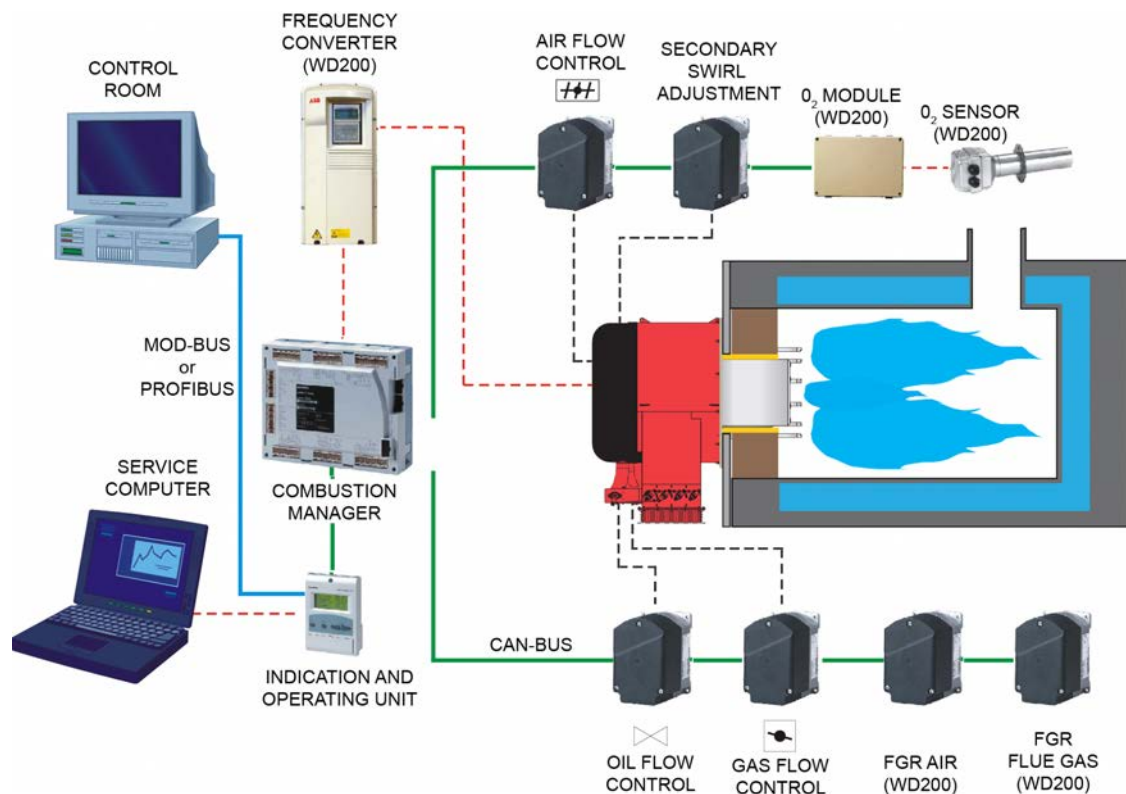 CONTROL
ROOM
FREQUENCY
CONVERTER
(WD200)
ABB
AIR FLOW
CONTROL
SECONDARY
SWIRL
ADJUSTMENT
0₂ MODULE
(WD200)
0₂ SENSOR
(WD200)
MOD-BUS
or
PROFIBUS
COMBUSTION
MANAGER
SERVICE
COMPUTER
INDICATION AND
OPERATING UNIT
CAN-BUS
OIL FLOW
CONTROL
GAS FLOW
CONTROL
FGR AIR
(WD200)
FGR
FLUE GAS
(WD200)